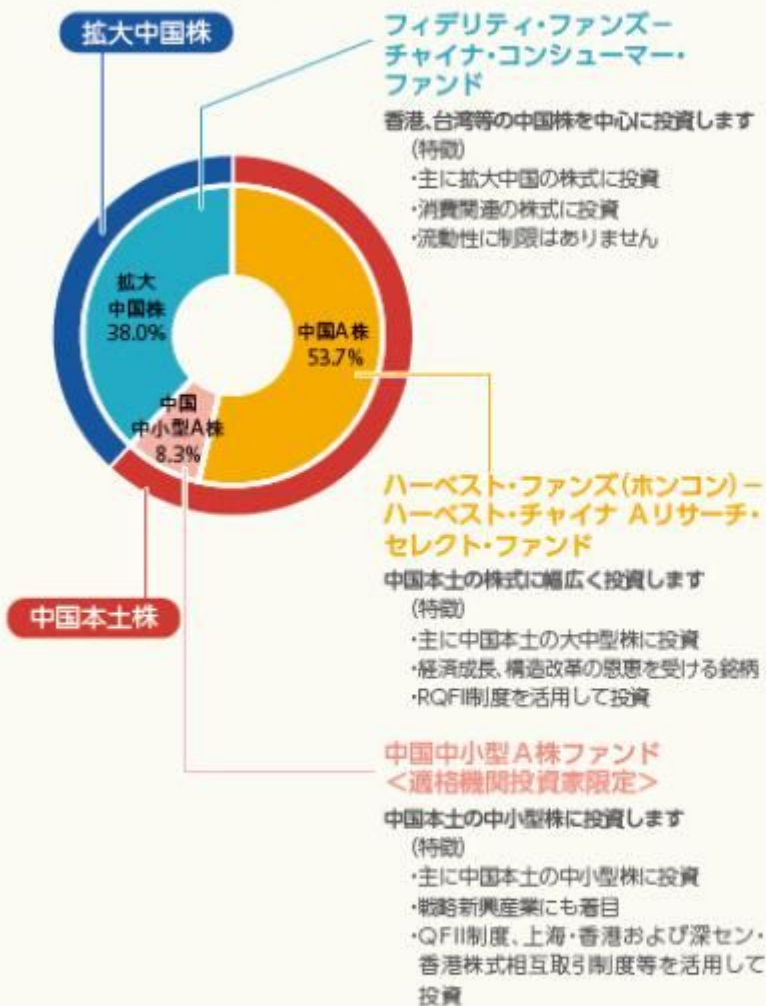 拡大中国株
フィデリティ・ファンズ－
チャイナ・コンシューマー・
ファンド
香港、台湾等の中国株を中心に投資します
(特徴)
・主に拡大中国の株式に投資
・消費関連の株式に投資
・流動性に制限はありません
拡大
中国株
38.0%
中国A株
53.7%
中国
中小型A株
8.3%
ハーベスト・ファンズ(ホンコン)－
ハーベスト・チャイナ Aリサーチ・
セレクト・ファンド
中国本土の株式に幅広く投資します
(特徴)
・主に中国本土の大中型株に投資
・経済成長、構造改革の恩恵を受ける銘柄
・RQFII制度を活用して投資
中国本土株
中国中小型A株ファンド
＜適格機関投資家限定＞
中国本土の中小型株に投資します
(特徴)
・主に中国本土の中小型株に投資
・戦略新興産業にも着目
・QFII制度、上海・香港および深セン・
香港株式相互取引制度等を活用して
投資